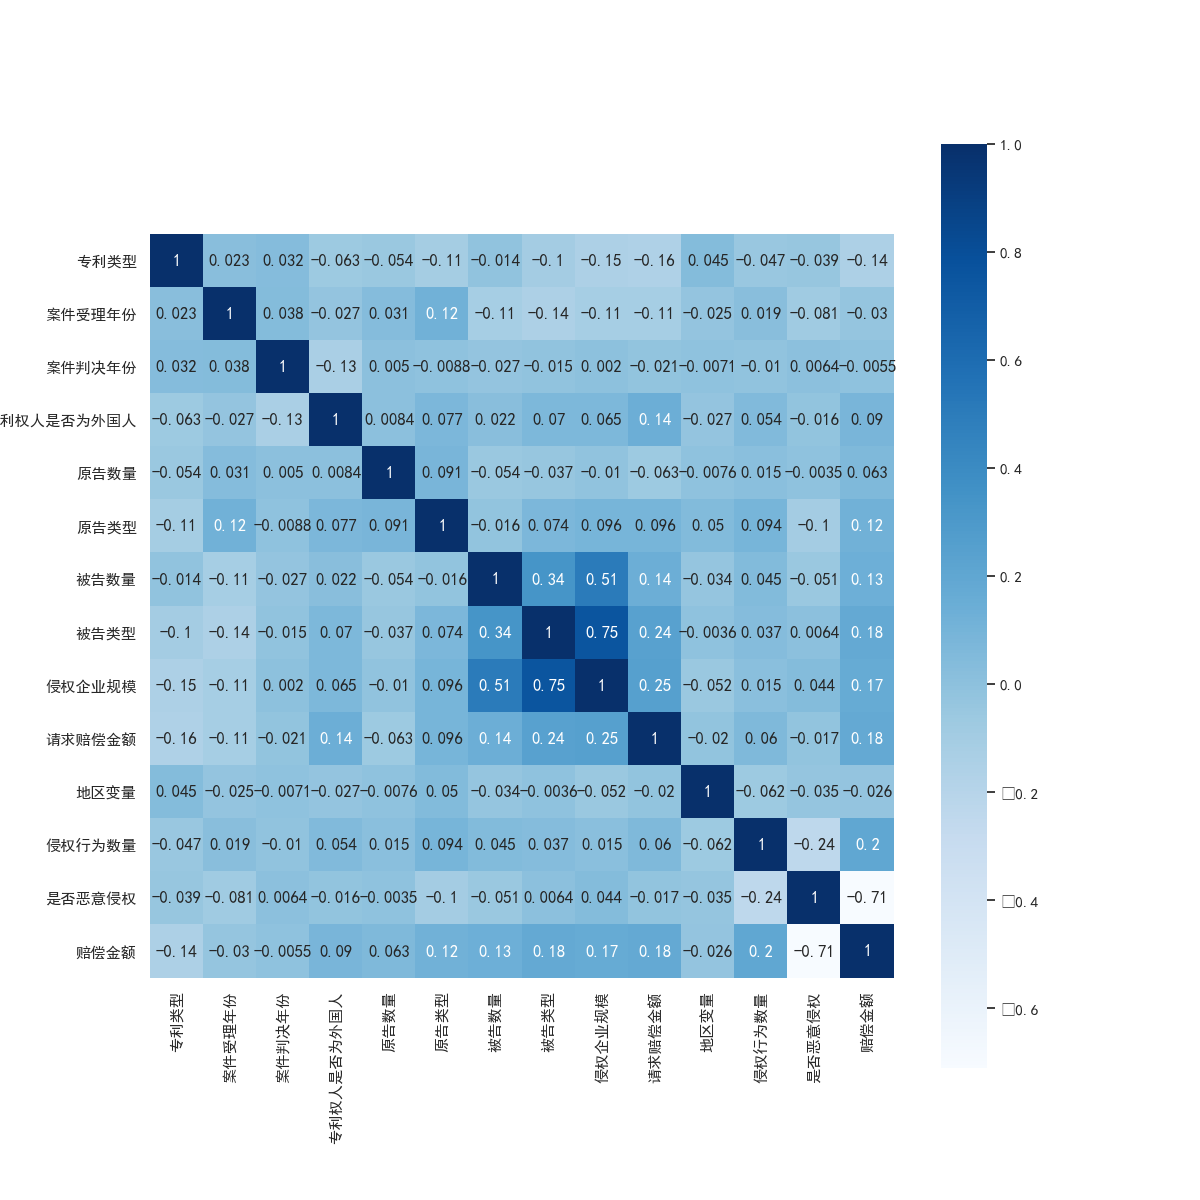 1.0
专利类型 1 0.023 0.032 −0.063 −0.054 −0.11 −0.014 −0.1 −0.15 −0.16 0.045 −0.047 −0.039 −0.14
0.8
案件受理年份 0.023 1 0.038 −0.027 0.031 0.12 −0.11 −0.14 −0.11 −0.11 −0.025 0.019 −0.081 −0.03
0.6
案件判决年份 0.032 0.038 1 −0.13 0.005 −0.0088 −0.027 −0.015 0.002 −0.021 −0.0071 −0.01 0.0064 −0.0055
利权人是否为外国人 −0.063 −0.027 −0.13 1 0.0084 0.077 0.022 0.07 0.065 0.14 −0.027 0.054 −0.016 0.09
0.4
原告数量 −0.054 0.031 0.005 0.0084 1 0.091 −0.054 −0.037 −0.01 −0.063 −0.0076 0.015 −0.0035 0.063
原告类型 −0.11 0.12 −0.0088 0.077 0.091 1 −0.016 0.074 0.096 0.096 0.05 0.094 −0.1 0.12
0.2
被告数量 −0.014 −0.11 −0.027 0.022 −0.054 −0.016 1 0.34 0.51 0.14 −0.034 0.045 −0.051 0.13
被告类型 −0.1 −0.14 −0.015 0.07 −0.037 0.074 0.34 1 0.75 0.24 −0.0036 0.037 0.0064 0.18
0.0
侵权企业规模 −0.15 −0.11 0.002 0.065 −0.01 0.096 0.51 0.75 1 0.25 −0.052 0.015 0.044 0.17
请求赔偿金额 −0.16 −0.11 −0.021 0.14 −0.063 0.096 0.14 0.24 0.25 1 −0.02 0.06 −0.017 0.18
□0.2
地区变量 0.045 −0.025 −0.0071 −0.027 −0.0076 0.05 −0.034 −0.0036 −0.052 −0.02 1 −0.062 −0.035 −0.026
侵权行为数量 −0.047 0.019 −0.01 0.054 0.015 0.094 0.045 0.037 0.015 0.06 −0.062 1 −0.24 0.2
□0.4
是否恶意侵权 −0.039 −0.081 0.0064 −0.016 −0.0035 −0.1 −0.051 0.0064 0.044 −0.017 −0.035 −0.24 1 −0.71
赔偿金额 −0.14 −0.03 −0.0055 0.09 0.063 0.12 0.13 0.18 0.17 0.18 −0.026 0.2 −0.71 1
□0.6
专利类型
案件受理年份
案件判决年份
专利权人是否为外国人
原告数量
原告类型
被告数量
被告类型
侵权企业规模
请求赔偿金额
地区变量
侵权行为数量
是否恶意侵权
赔偿金额